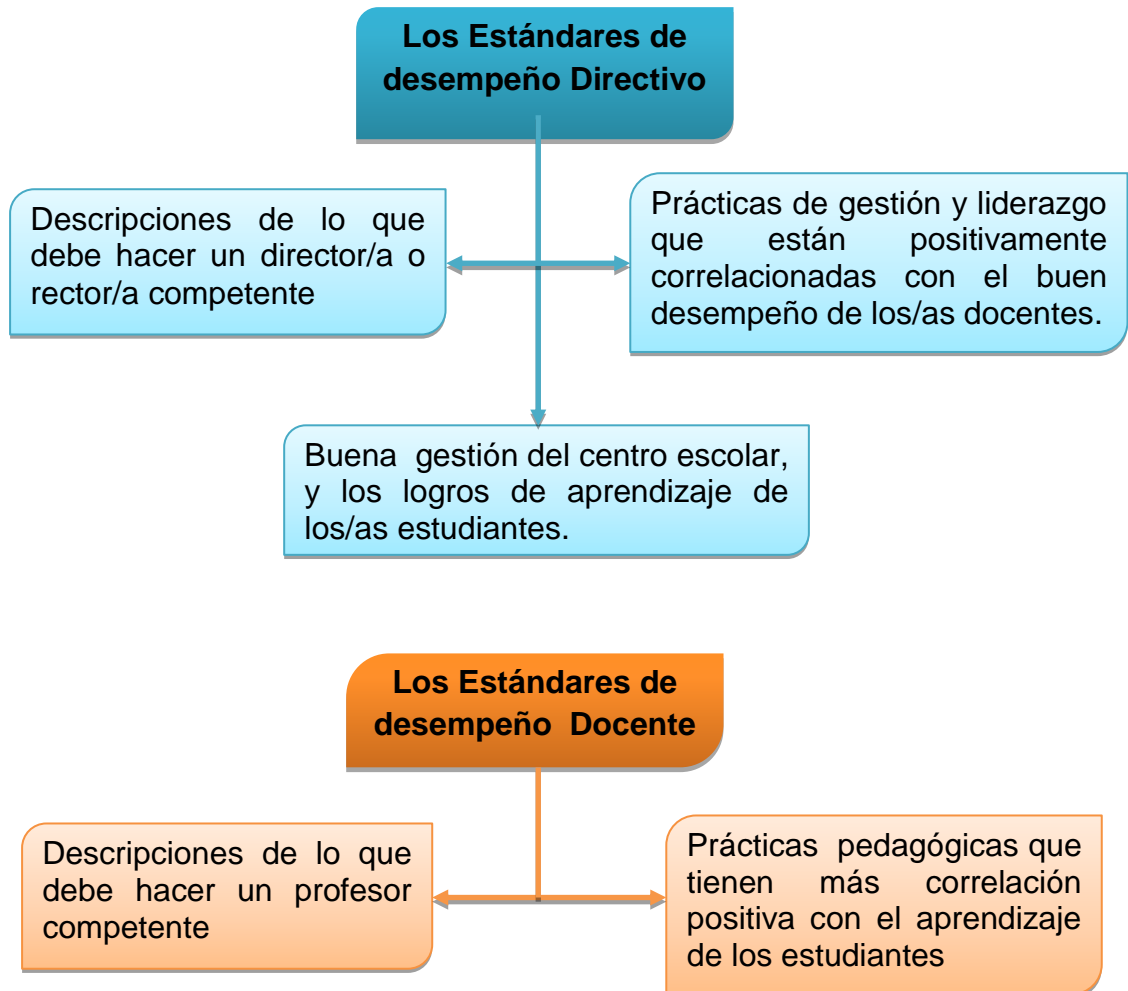 Los Estándares de
desempeño Directivo
Descripciones de lo que
debe hacer un director/a o
rector/a competente
Prácticas de gestión y liderazgo
que están positivamente
correlacionadas con el buen
desempeño de los/as docentes.
Buena gestión del centro escolar,
y los logros de aprendizaje de
los/as estudiantes.
Los Estándares de
desempeño Docente
Descripciones de lo que
debe hacer un profesor
competente
Prácticas pedagógicas que
tienen más correlación
positiva con el aprendizaje
de los estudiantes